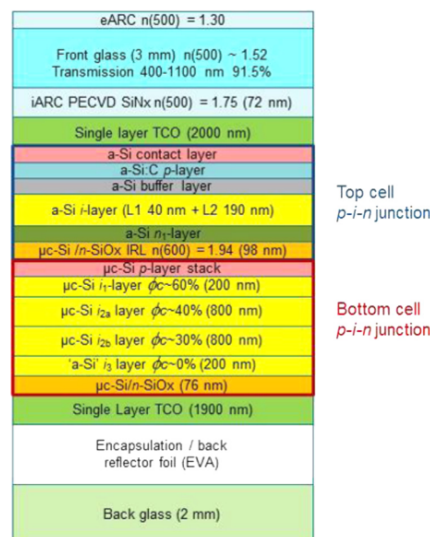 eARC n(500) = 1.30
Front glass (3 mm) n(500) ~ 1.52
Transmission 400-1100 nm 91.5%
iARC PECVD SiNx n(500) = 1.75 (72 nm)
Single layer TCO (2000 nm)
a-Si contact layer
a-Si:C p-layer
a-Si buffer layer
a-Si i-layer (L1 40 nm + L2 190 nm)
a-Si n₁-layer
µc-Si /n-SiOx IRL n(600) = 1.94 (98 nm)
Top cell
p-i-n junction
µc-Si p-layer stack
µc-Si i₁-layer ϕc~60% (200 nm)
µc-Si i₂ₐ layer ϕc~40% (800 nm)
µc-Si i₂b layer ϕc~30% (800 nm)
'a-Si' i₃ layer ϕc~0% (200 nm)
µc-Si/n-SiOx (76 nm)
Bottom cell
p-i-n junction
Single Layer TCO (1900 nm)
Encapsulation / back
reflector foil (EVA)
Back glass (2 mm)